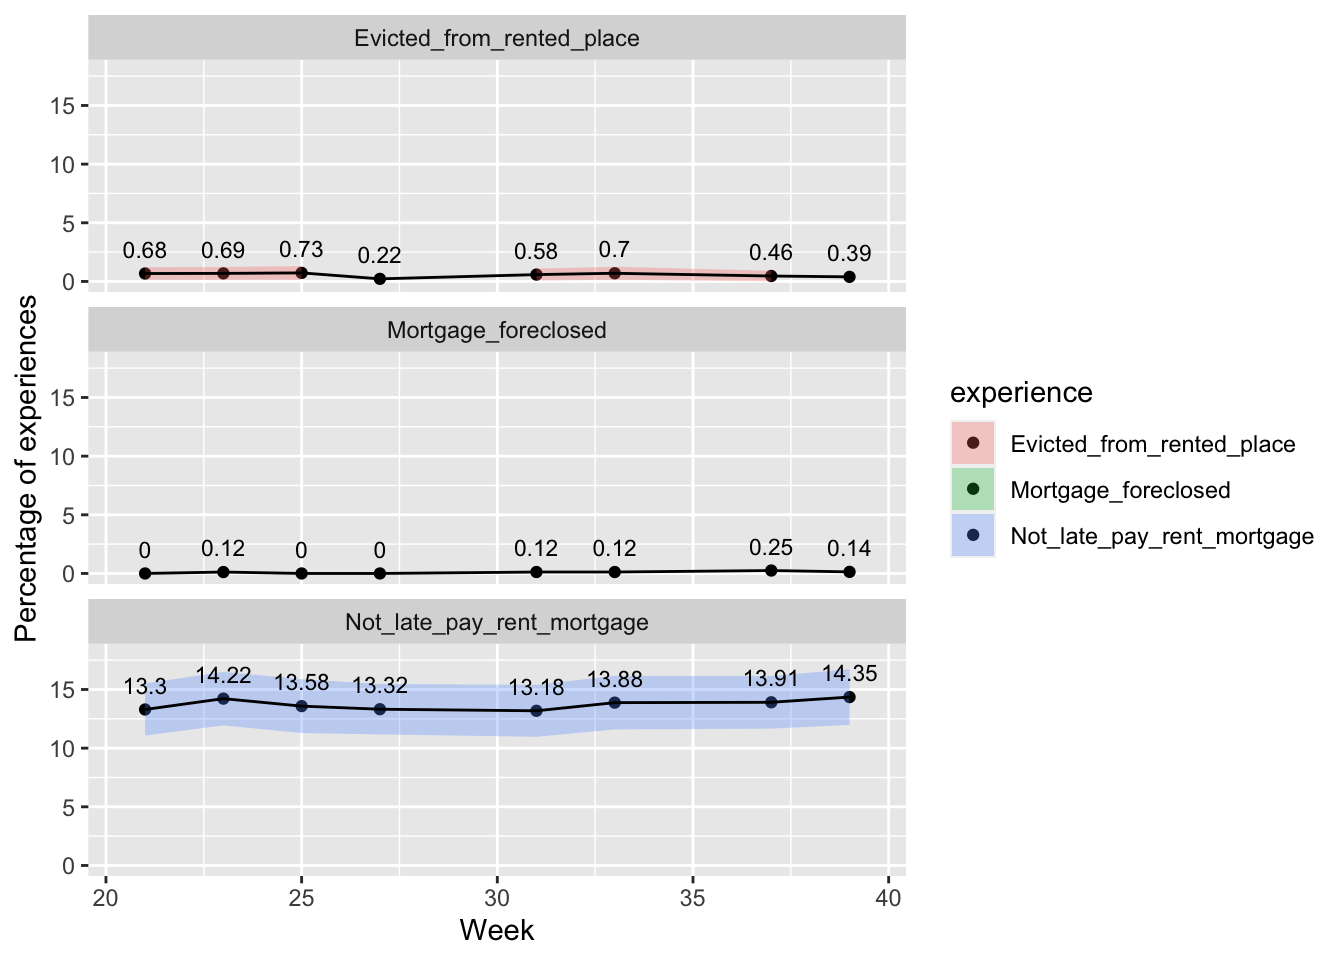 Evicted_from_rented_place
15
10
5
0
0.68 0.69 0.73 0.22 0.58 0.7 0.46 0.39
Mortgage_foreclosed
15
10
5
0
0 0.12 0 0 0.12 0.12 0.25 0.14
Not_late_pay_rent_mortgage
15
10
5
0
13.3 14.22 13.58 13.32 13.18 13.88 13.91 14.35
20 25 30 35 40
Week
Percentage of experiences
experience
Evicted_from_rented_place
Mortgage_foreclosed
Not_late_pay_rent_mortgage